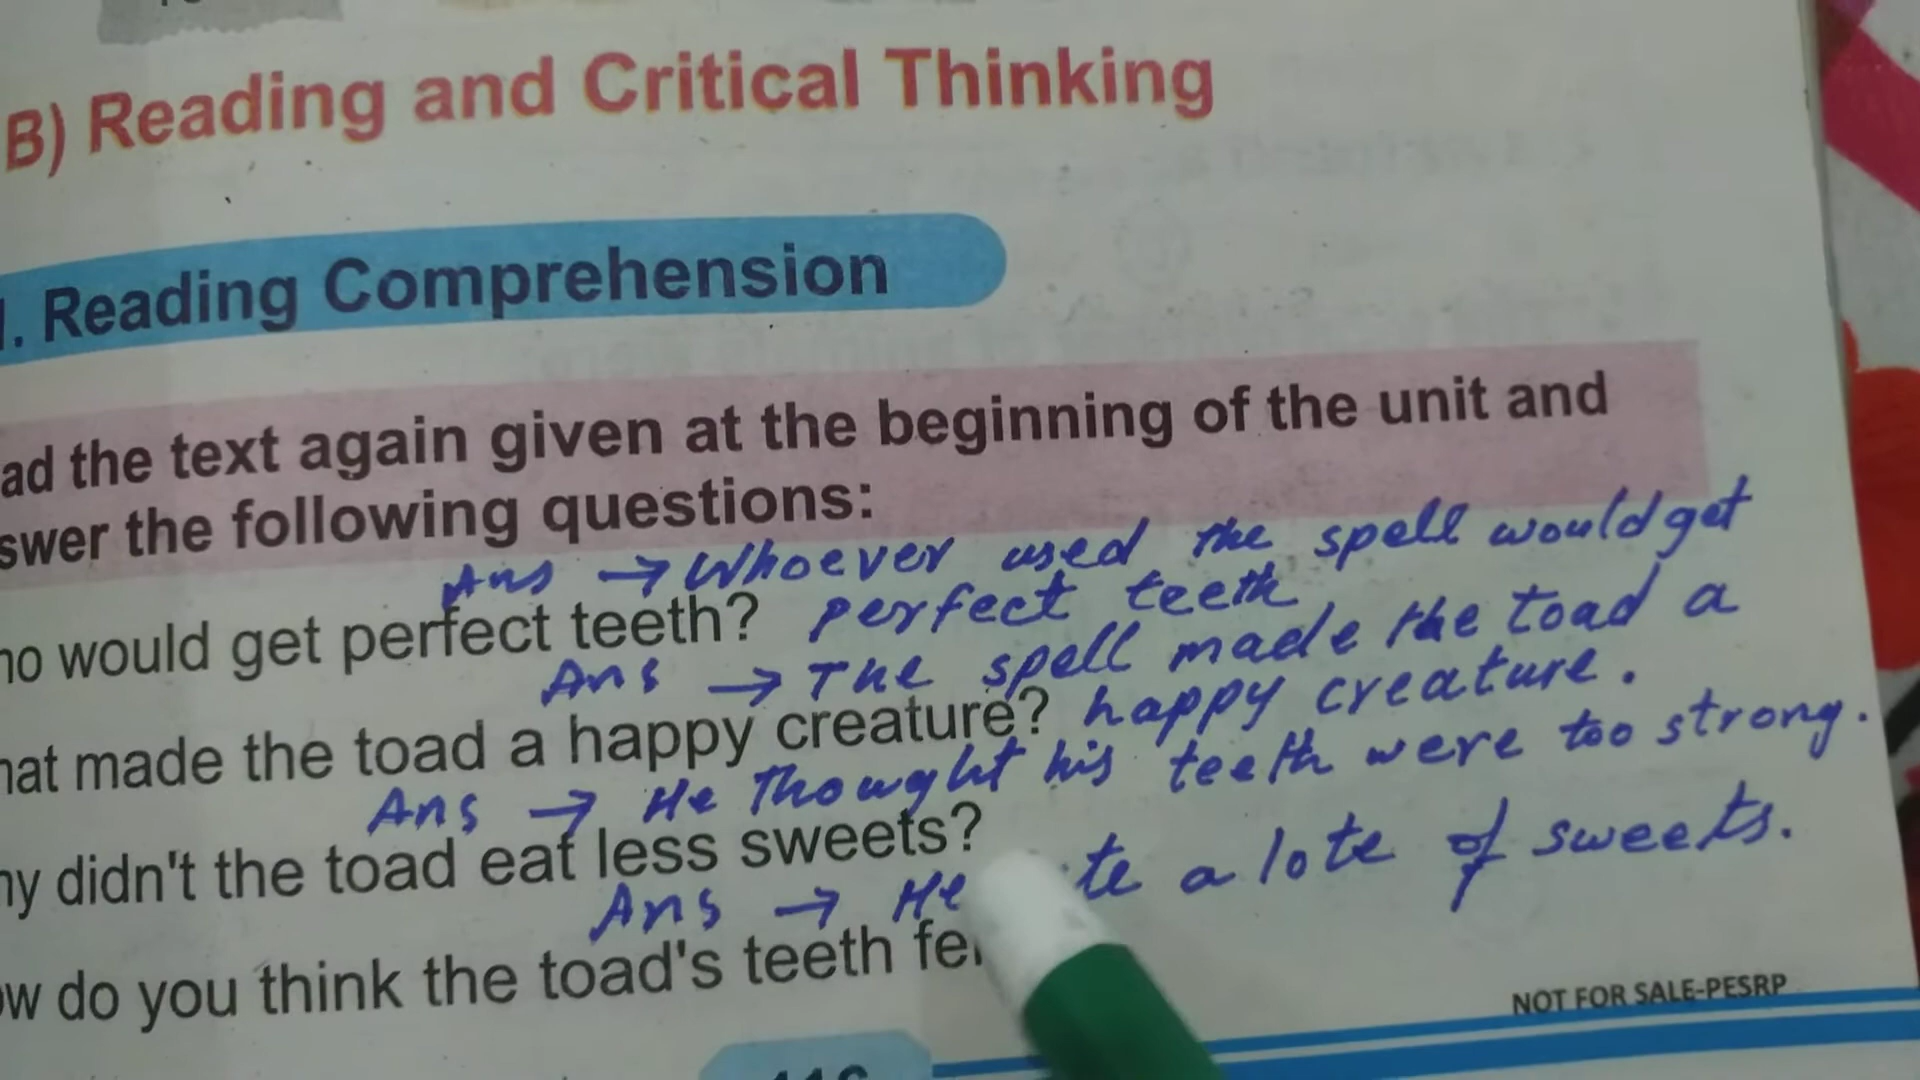 B) Reading and Critical Thinking
1. Reading Comprehension
ad the text again given at the beginning of the unit and
swer the following questions:
Ans → Whoever used the spell would get
ho would get perfect teeth? perfect teeth
Ans → The spell made the toad a
hat made the toad a happy creature? happy creature.
Ans → He thought his teeth were too strong.
hy didn't the toad eat less sweets?
Ans → He te a lote of sweets.
ow do you think the toad's teeth fe
NOT FOR SALE-PESRP